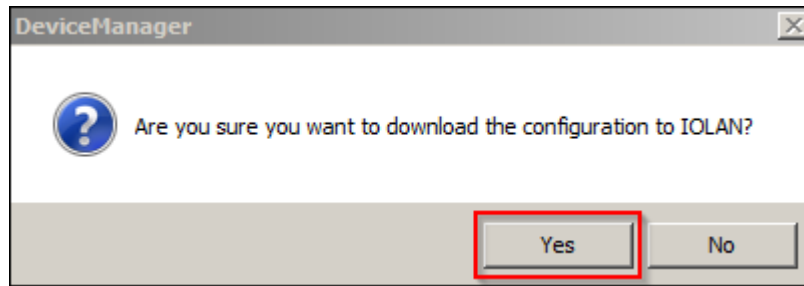 DeviceManager
Are you sure you want to download the configuration to IOLAN?
Yes
No